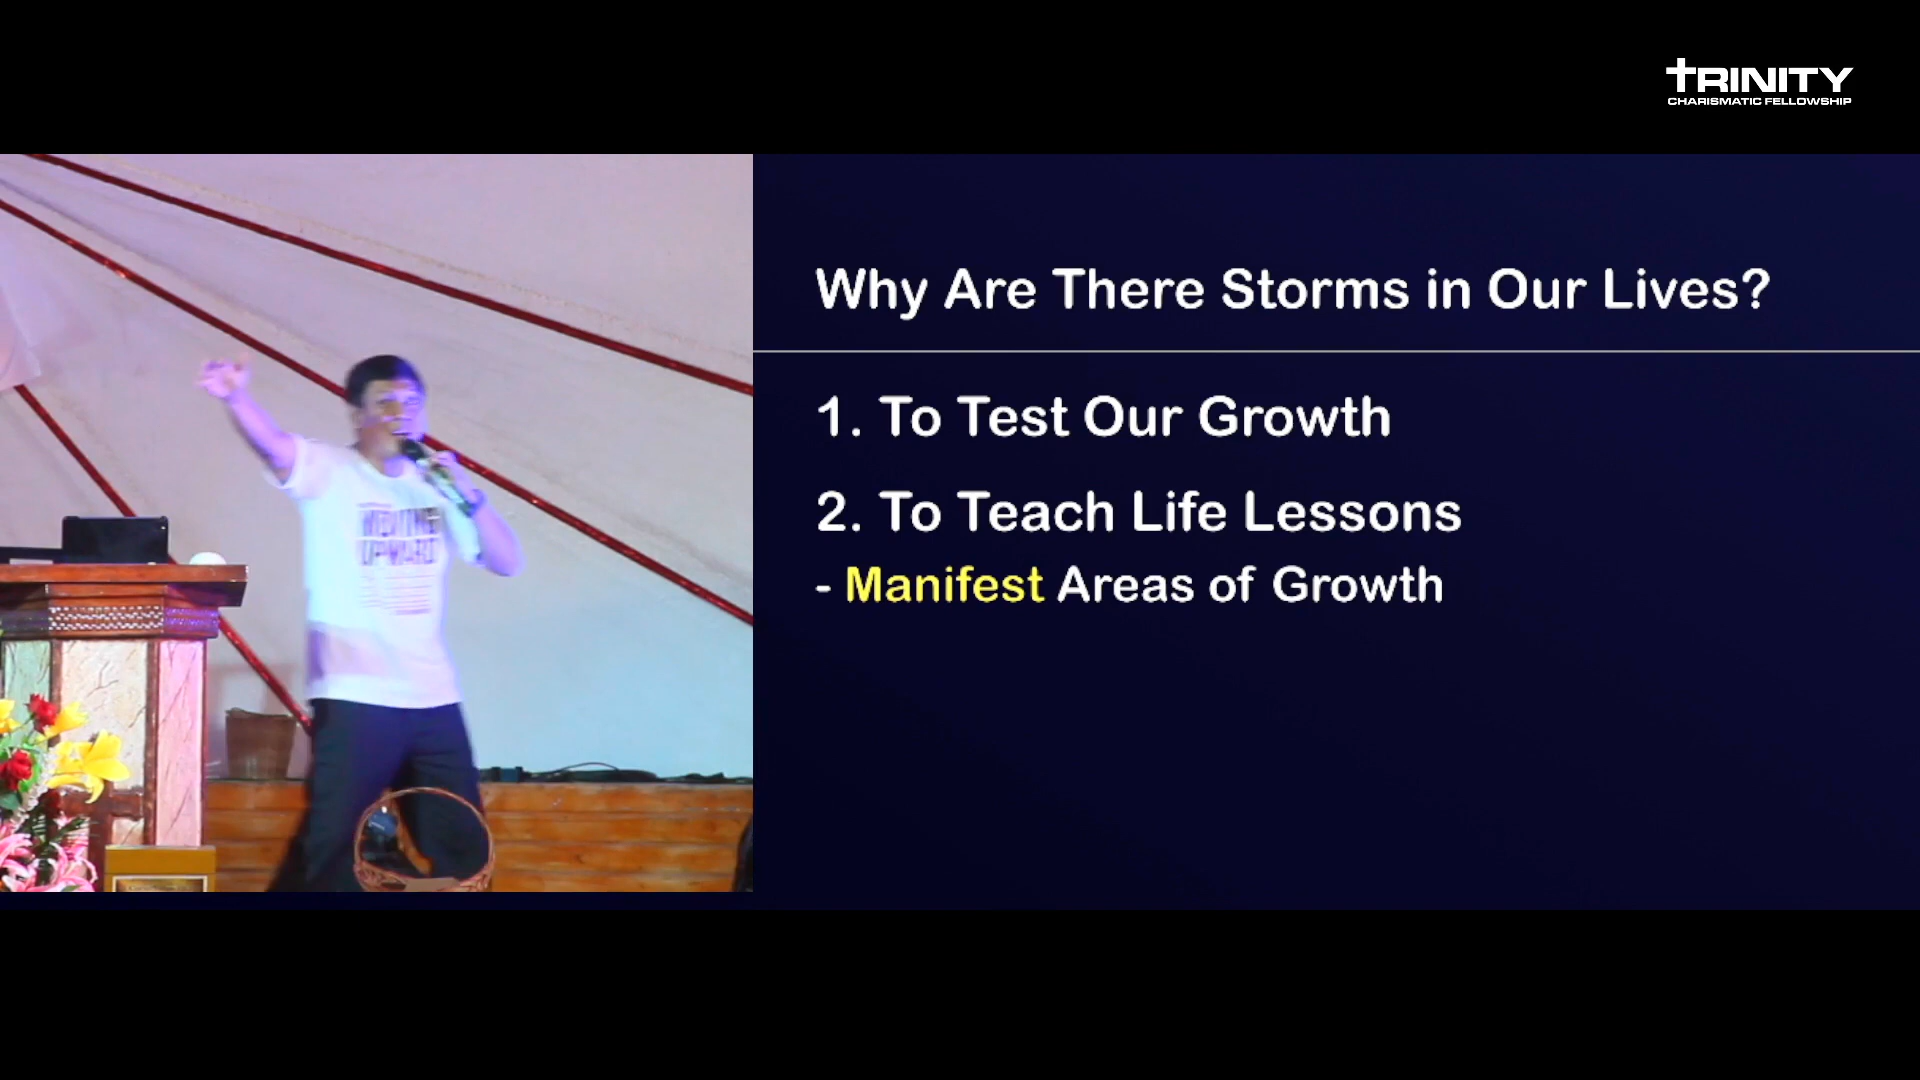 TRINITY
CHARISMATIC FELLOWSHIP
Why Are There Storms in Our Lives?
1. To Test Our Growth
2. To Teach Life Lessons
- Manifest Areas of Growth
UPWARD